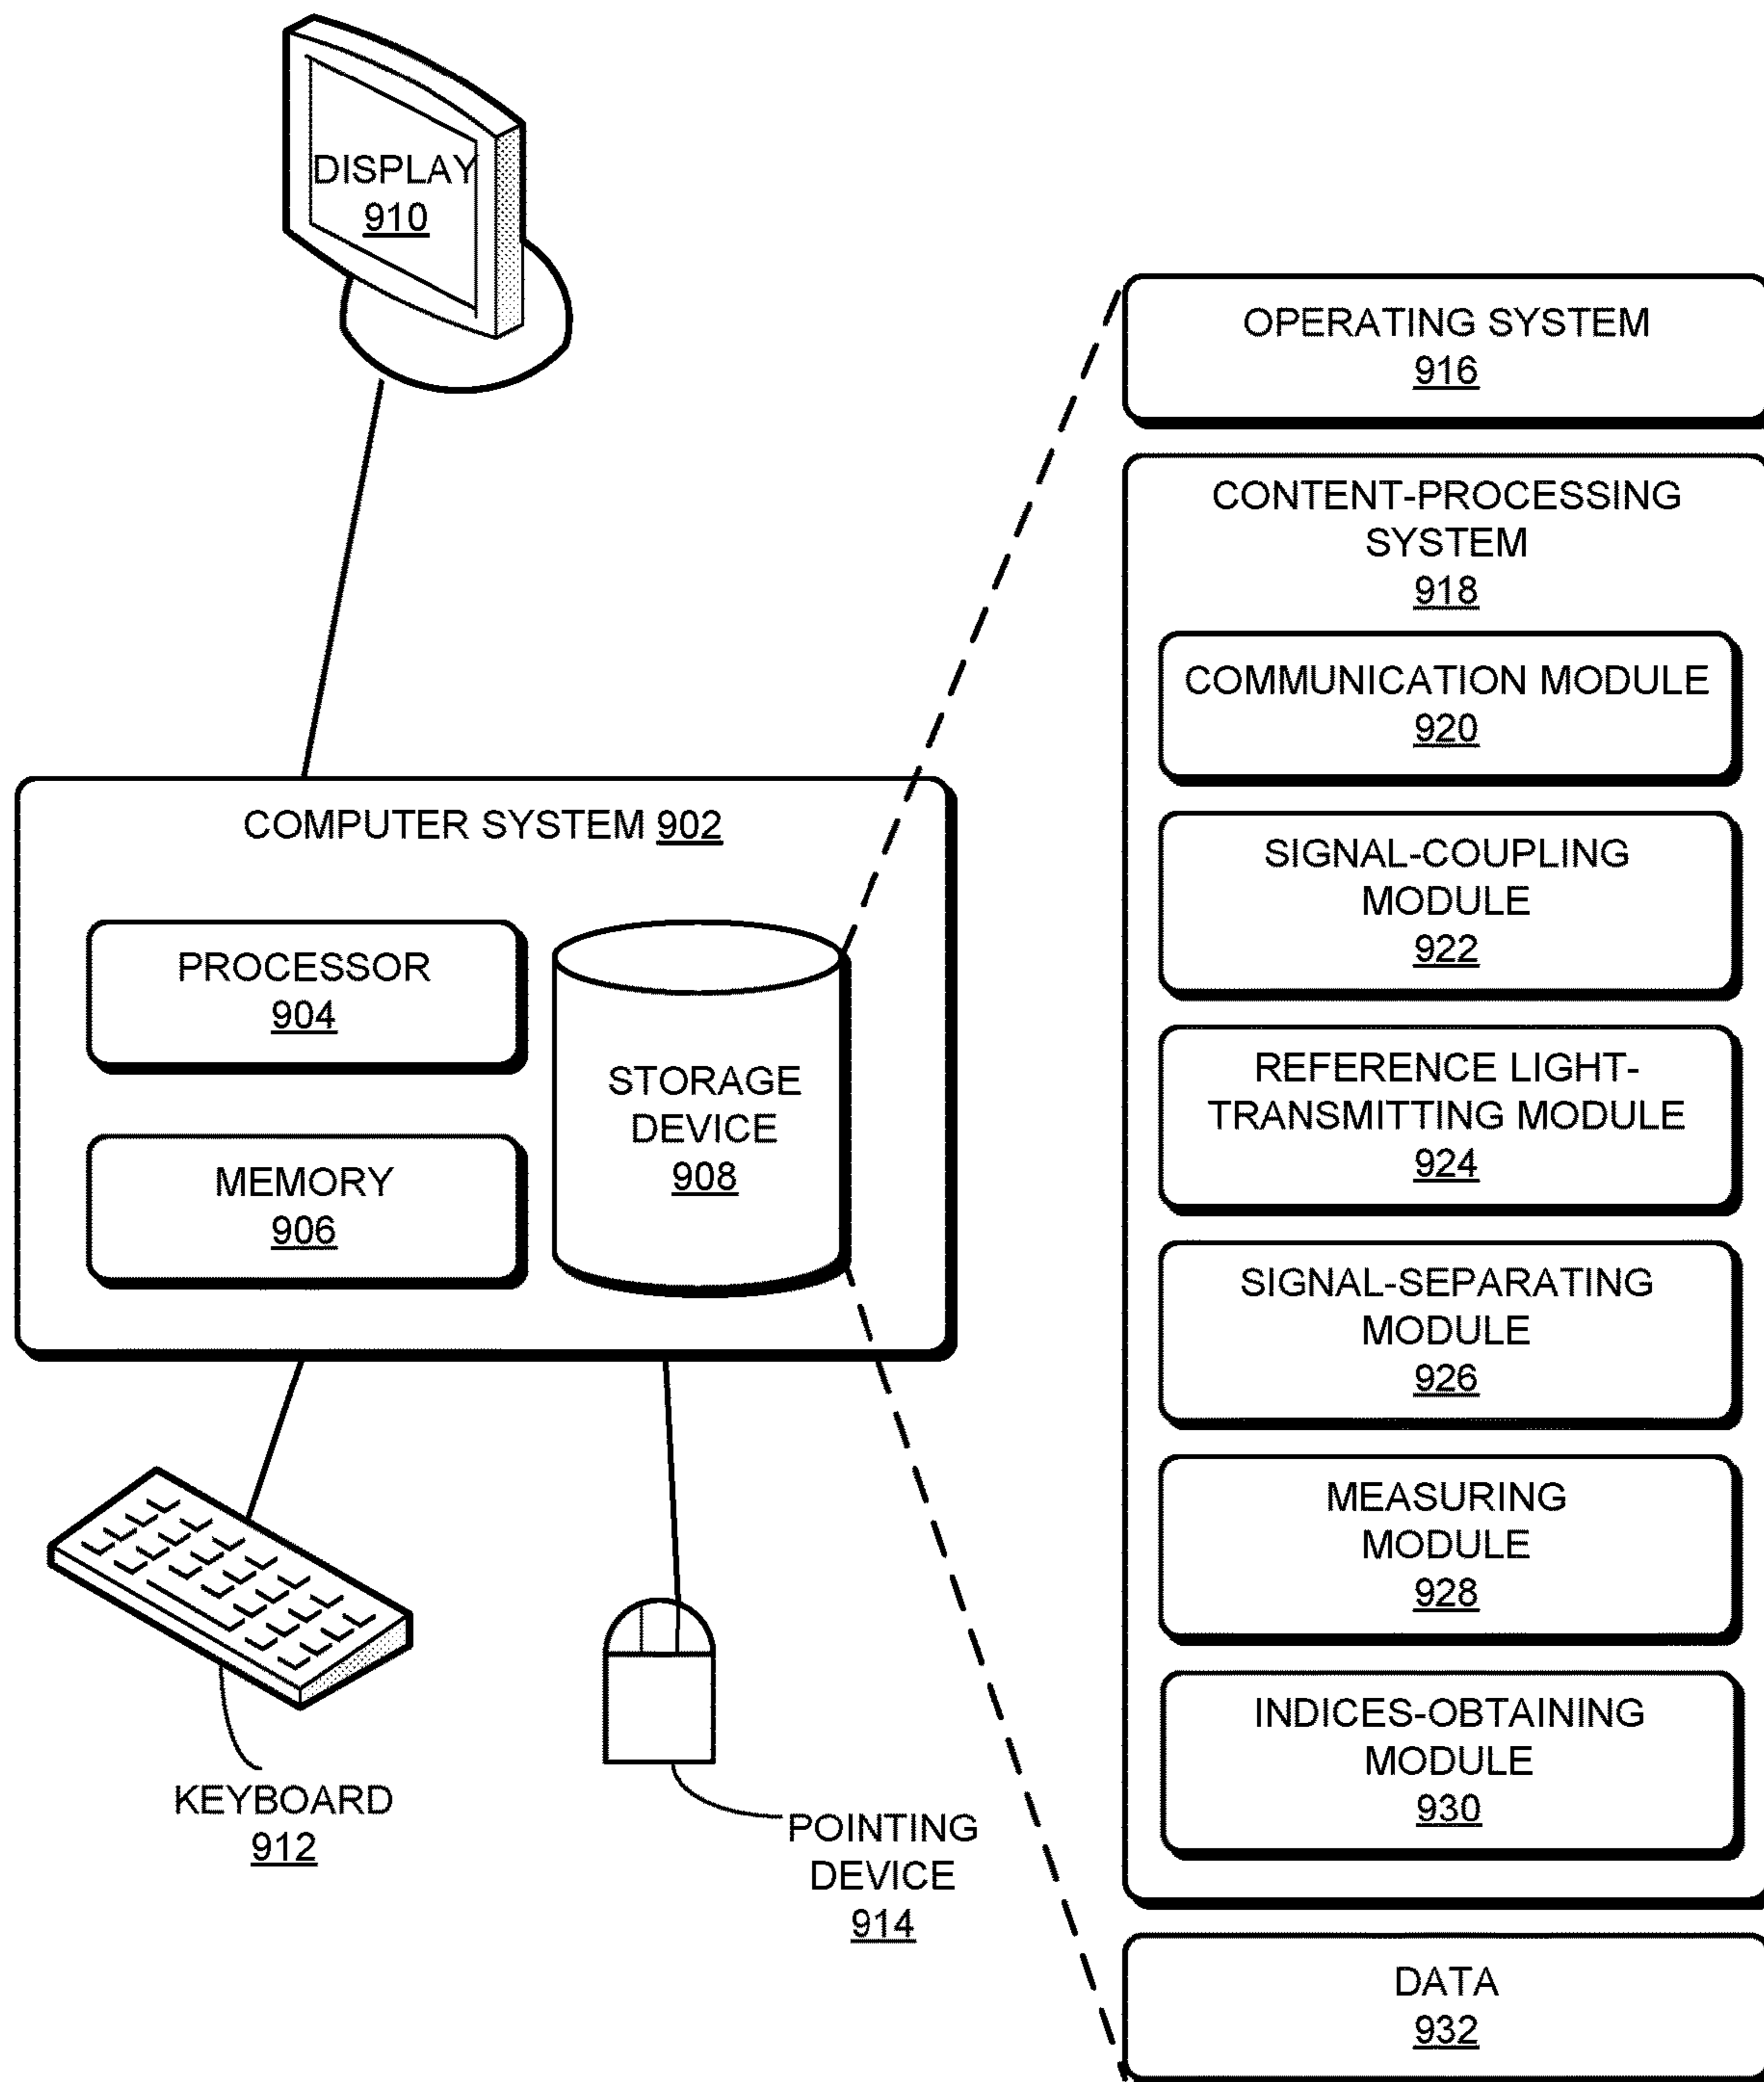 DISPLAY
910
COMPUTER SYSTEM 902
PROCESSOR
904
MEMORY
906
STORAGE
DEVICE
908
KEYBOARD
912
POINTING
DEVICE
914
OPERATING SYSTEM
916
CONTENT-PROCESSING
SYSTEM
918
COMMUNICATION MODULE
920
SIGNAL-COUPLING
MODULE
922
REFERENCE LIGHT-
TRANSMITTING MODULE
924
SIGNAL-SEPARATING
MODULE
926
MEASURING
MODULE
928
INDICES-OBTAINING
MODULE
930
DATA
932